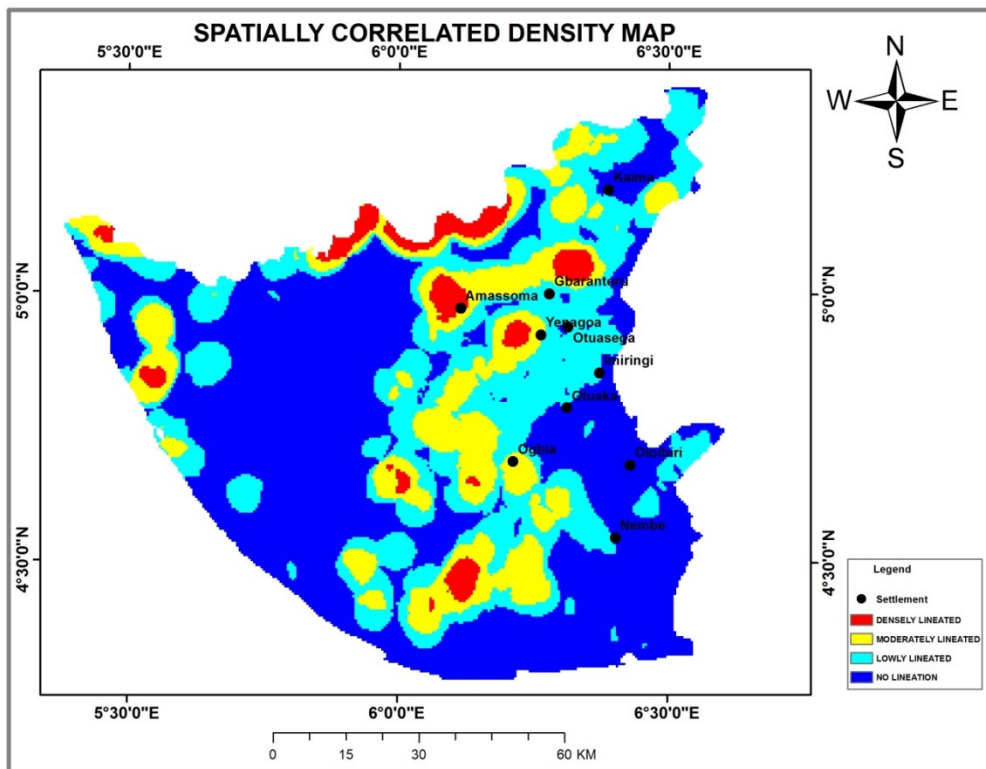 SPATIALLY CORRELATED DENSITY MAP
5°30'0"E
6°0'0"E
6°30'0"E
N
W
E
S
Kaima
5°0'0"N
5°0'0"N
Gbaranteru
Amassoma
Yenagoa
Otuasega
Imiringi
Otuaka
Ogbia
Oloibiri
Nembe
4°30'0"N
4°30'0"N
Legend
Settlement
DENSELY LINEATED
MODERATELY LINEATED
LOWLY LINEATED
NO LINEATION
5°30'0"E
6°0'0"E
6°30'0"E
0 15 30 60 KM